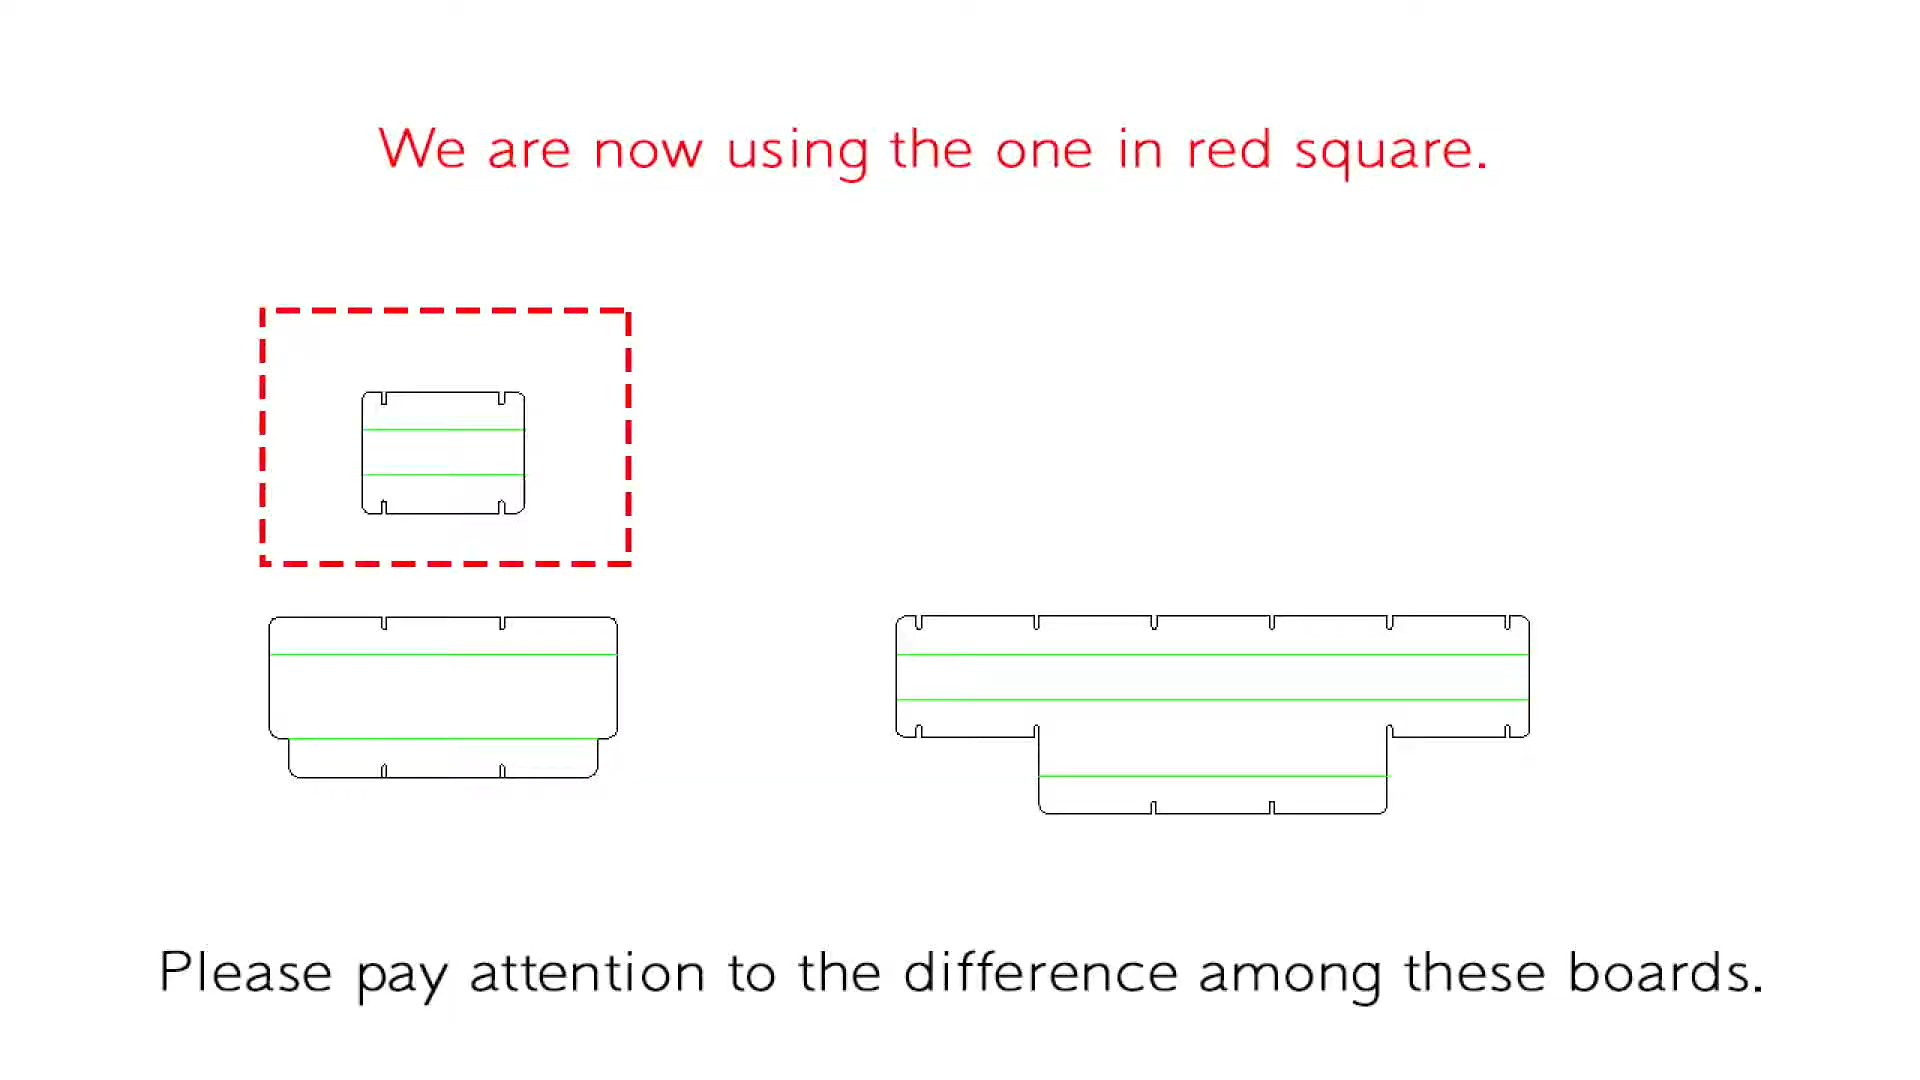 We are now using the one in red square.
Please pay attention to the difference among these boards.